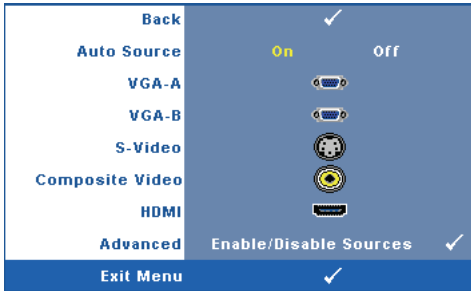 Back
Auto Source On Off
VGA-A
VGA-B
S-Video
Composite Video
HDMI
Advanced Enable/Disable Sources
Exit Menu